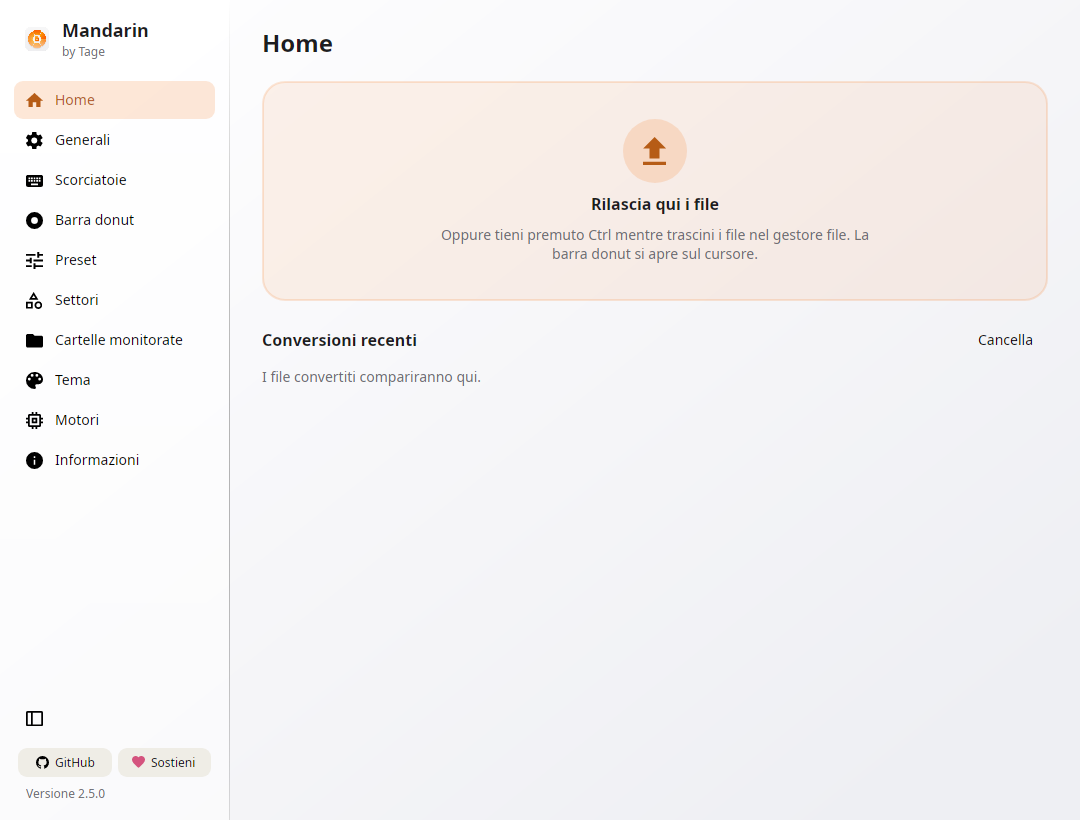 Mandarin
by Tage
Home
Generali
Scorciatoie
Barra donut
Preset
Settori
Cartelle monitorate
Tema
Motori
Informazioni
GitHub
Sostieni
Versione 2.5.0
Home
Rilascia qui i file
Oppure tieni premuto Ctrl mentre trascini i file nel gestore file. La
barra donut si apre sul cursore.
Conversioni recenti
Cancella
I file convertiti compariranno qui.